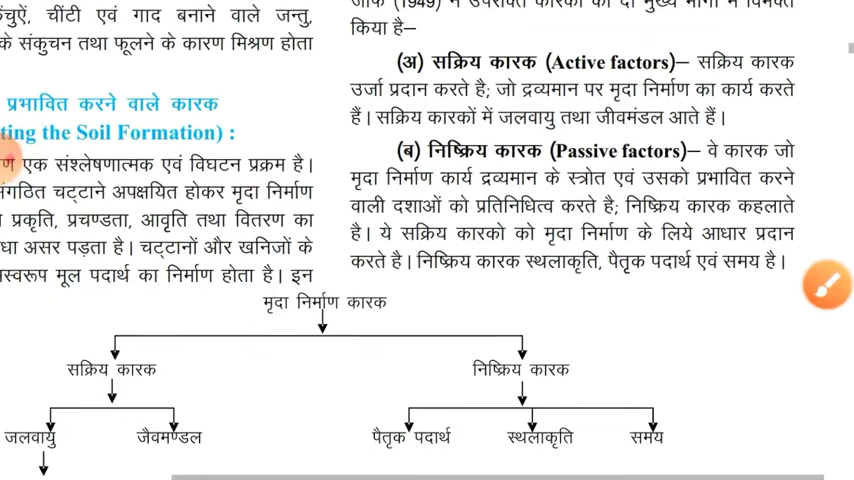 केंचुऐं, चींटी एवं गाद बनाने वाले जन्तु,
के संकुचन तथा फूलने के कारण मिश्रण होता
प्रभावित करने वाले कारक
ting the Soil Formation) :
एक संश्लेषणात्मक एवं विघटन प्रक्रम है।
संगठित चट्टाने अपक्षयित होकर मृदा निर्माण
प्रकृति, प्रचण्डता, आवृति तथा वितरण का
असर पड़ता है। चट्टानों और खनिजों के
मूल पदार्थ का निर्माण होता है। इन
(1949) ने उपरोक्त कारकों को दो मुख्य भागों में विभक्त
किया है—
(अ) सक्रिय कारक (Active factors)— सक्रिय कारक
उर्जा प्रदान करते है; जो द्रव्यमान पर मृदा निर्माण का कार्य करते
हैं। सक्रिय कारकों में जलवायु तथा जीवमंडल आते हैं।
(ब) निष्क्रिय कारक (Passive factors)— वे कारक जो
मृदा निर्माण कार्य द्रव्यमान के स्त्रोत एवं उसको प्रभावित करने
वाली दशाओं को प्रतिनिधित्व करते है; निष्क्रिय कारक कहलाते
है। ये सक्रिय कारको को मृदा निर्माण के लिये आधार प्रदान
करते है। निष्क्रिय कारक स्थलाकृति, पैतृक पदार्थ एवं समय है।
मृदा निर्माण कारक
सक्रिय कारक निष्क्रिय कारक
जलवायु जैवमण्डल पैतृक पदार्थ स्थलाकृति समय